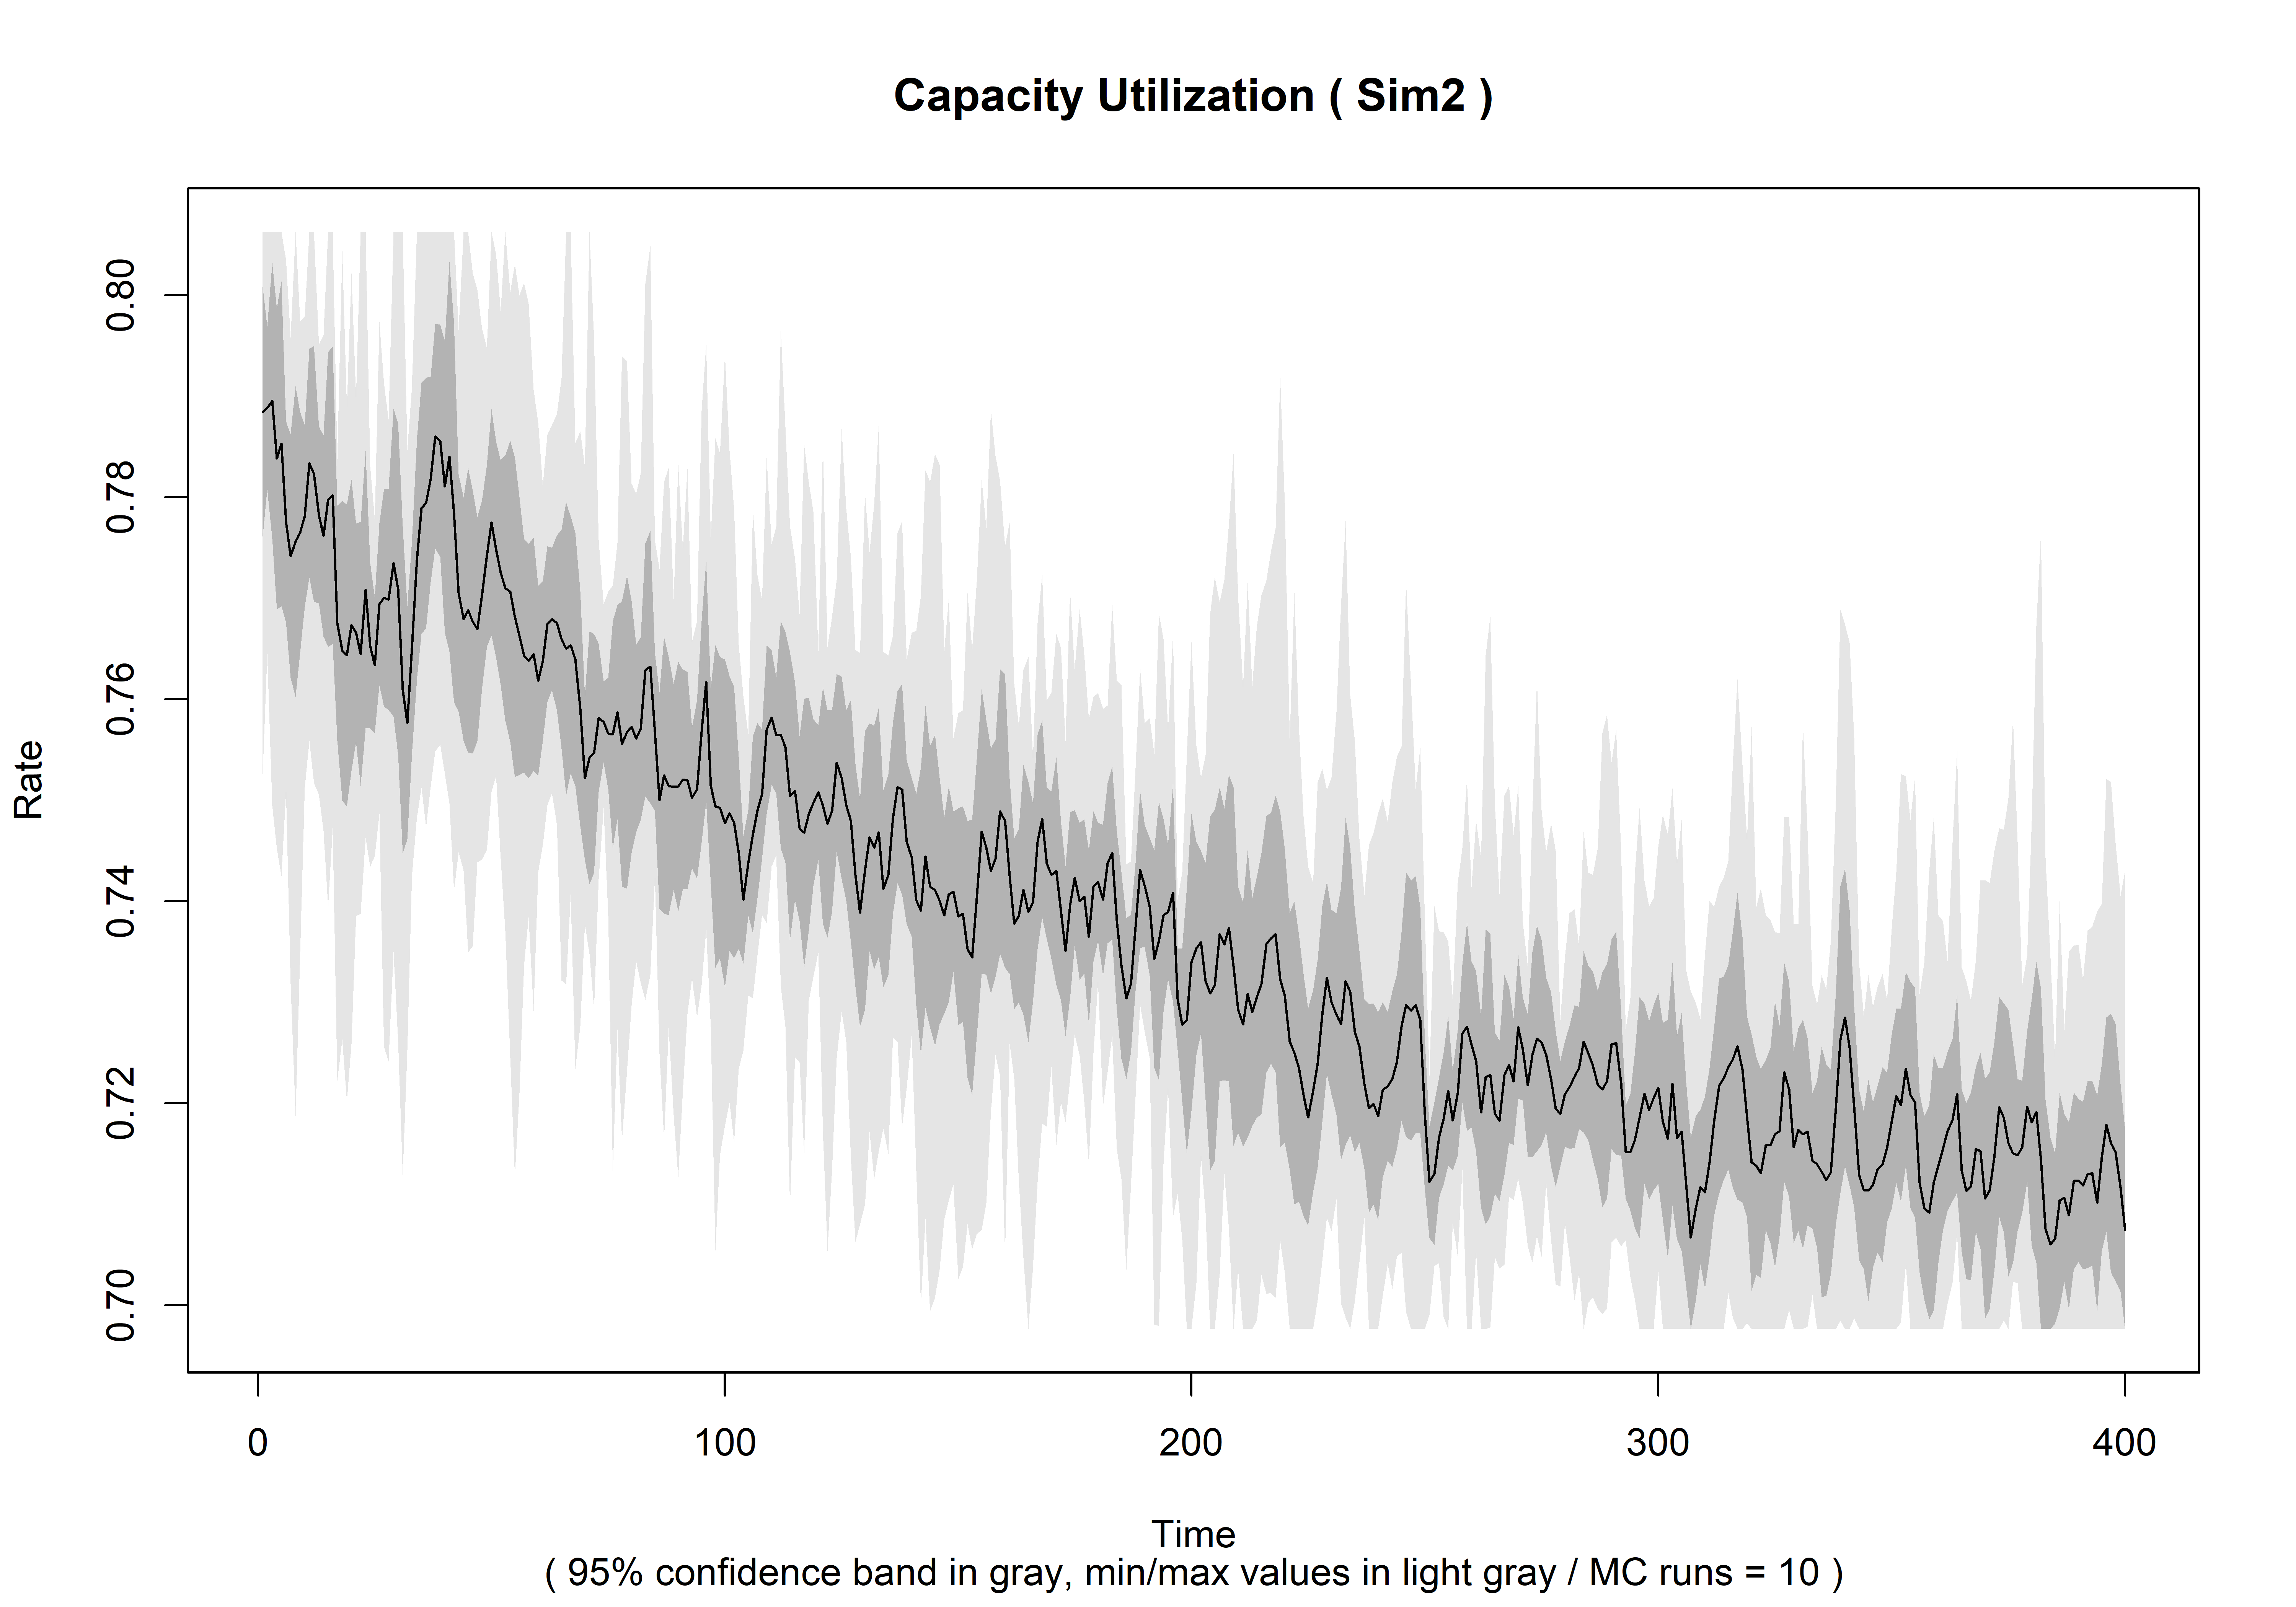 Capacity Utilization ( Sim2 )
Rate
0.80
0.78
0.76
0.74
0.72
0.70
0 100 200 300 400
Time
( 95% confidence band in gray, min/max values in light gray / MC runs = 10 )